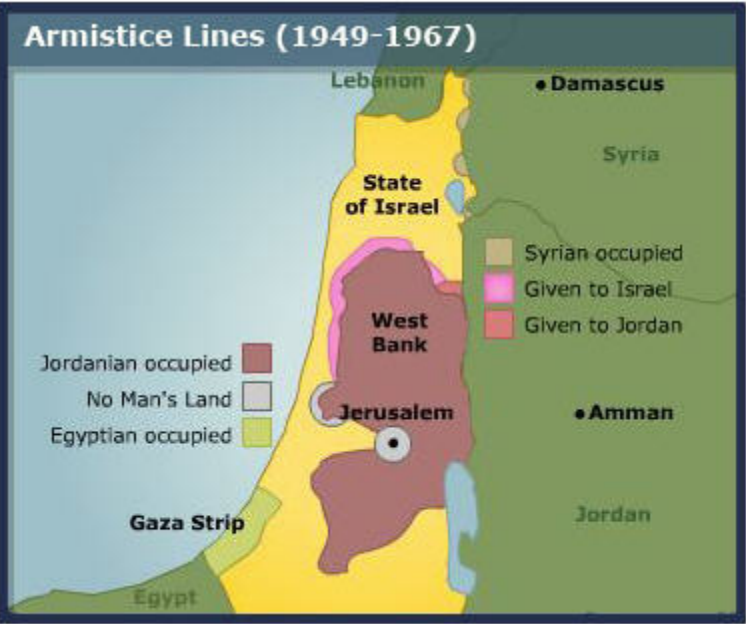 Armistice Lines (1949-1967)
Lebanon
Damascus
Syria
State
of Israel
Syrian occupied
Given to Israel
Given to Jordan
West
Bank
Jordanian occupied
No Man's Land
Egyptian occupied
Jerusalem
Amman
Gaza Strip
Jordan
Egypt